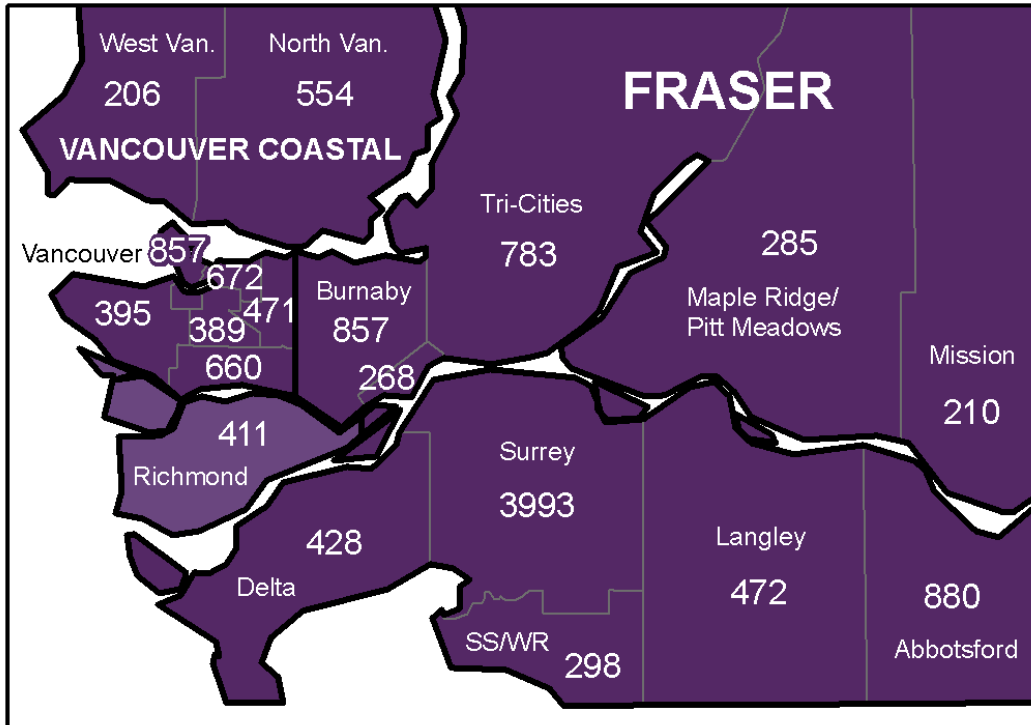 West Van.
206
North Van.
554
VANCOUVER COASTAL
FRASER
Tri-Cities
783
285
Maple Ridge/
Pitt Meadows
Mission
210
Vancouver 857
672
395
471
389
660
Burnaby
857
268
411
Richmond
Surrey
3993
428
Delta
Langley
472
880
Abbotsford
SS/WR
298